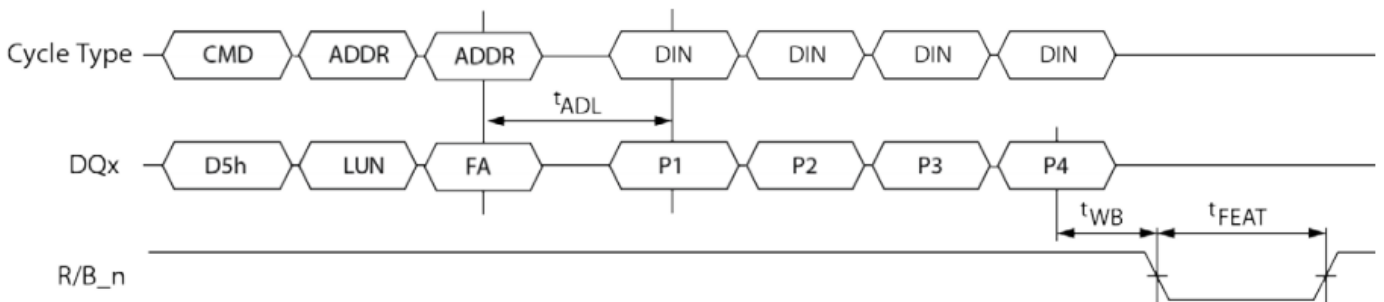 Cycle Type CMD ADDR ADDR DIN DIN DIN DIN
tADL
DQx D5h LUN FA P1 P2 P3 P4
tWB tFEAT
R/B_n